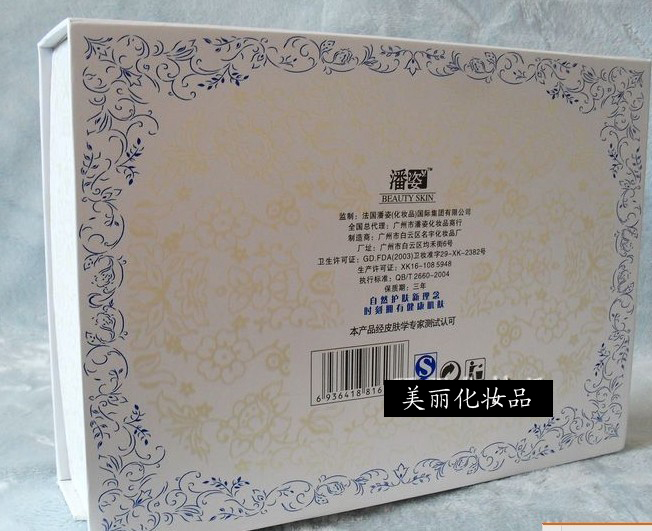 潘姿
BEAUTY SKIN
监制：法国潘姿(化妆品)国际集团有限公司
全国总代理：广州市潘姿化妆品商行
制造商：广州市白云区名宇化妆品厂
厂址：广州市白云区均禾街6号
卫生许可证：GD.FDA(2003)卫妆准字29-XK-2382号
生产许可证：XK16-108 5948
执行标准：QB/T 2660-2004
保质期：三年
自然护肤新理念
时刻拥有健康肌肤
本产品经皮肤学专家测试认可
6 936418 816
美丽化妆品